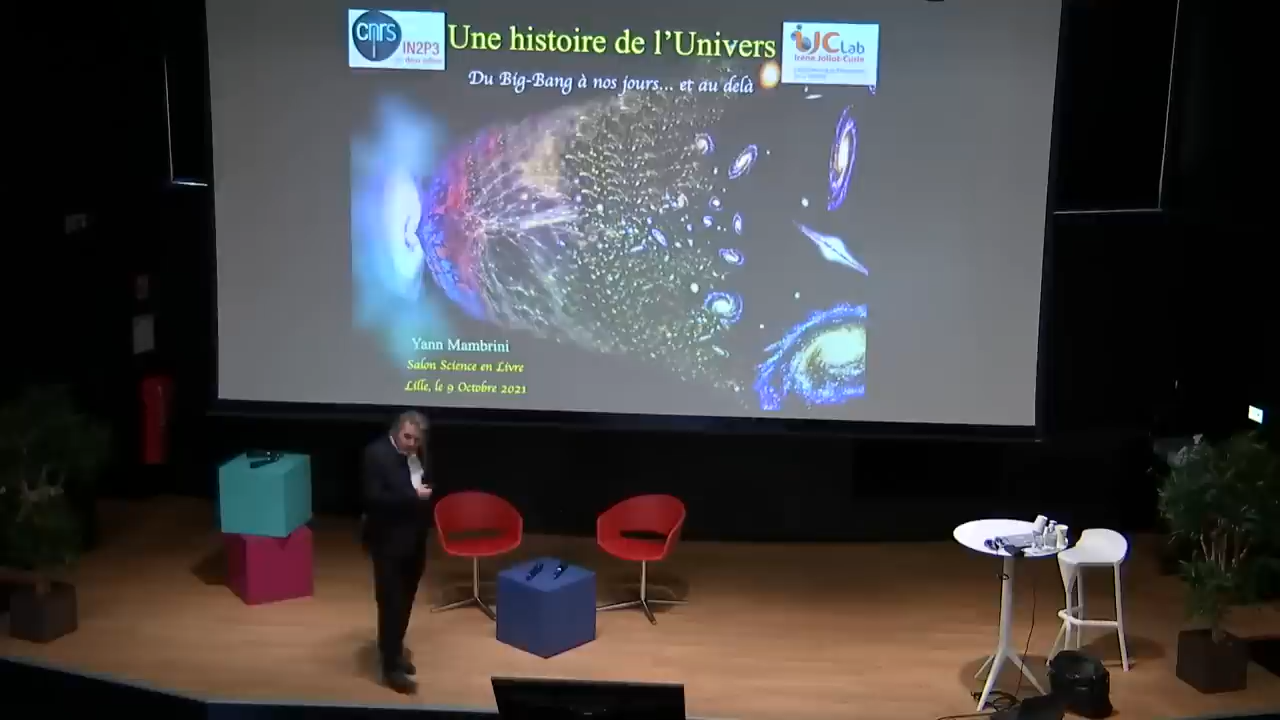 cnrs
IN2P3
Une histoire de l'Univers
IJCLab
Irène Joliot-Curie
Du Big-Bang à nos jours... et au delà
Yann Mambrini
Salon Science en Livre
Lille, le 9 Octobre 2021